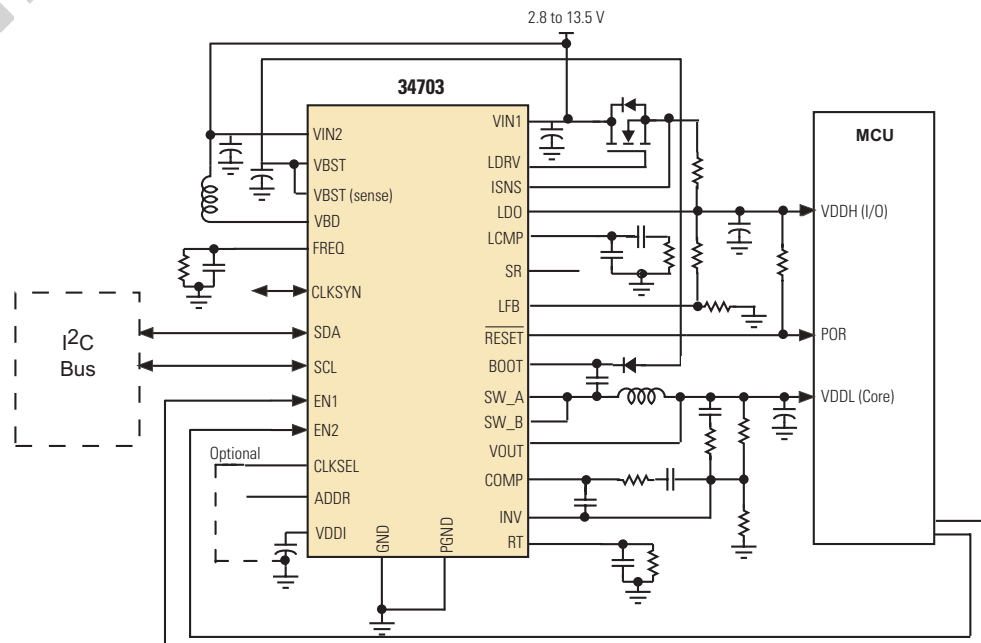 2.8 to 13.5 V
34703
VIN2
VBST
VBST (sense)
VBD
FREQ
CLKSYN
SDA
SCL
EN1
EN2
CLKSEL
ADDR
VDDI
GND
PGND
VIN1
LDRV
ISNS
LDO
LCMP
SR
LFB
RESET
BOOT
SW_A
SW_B
VOUT
COMP
INV
RT
I2C
Bus
Optional
MCU
VDDH (I/O)
POR
VDDL (Core)